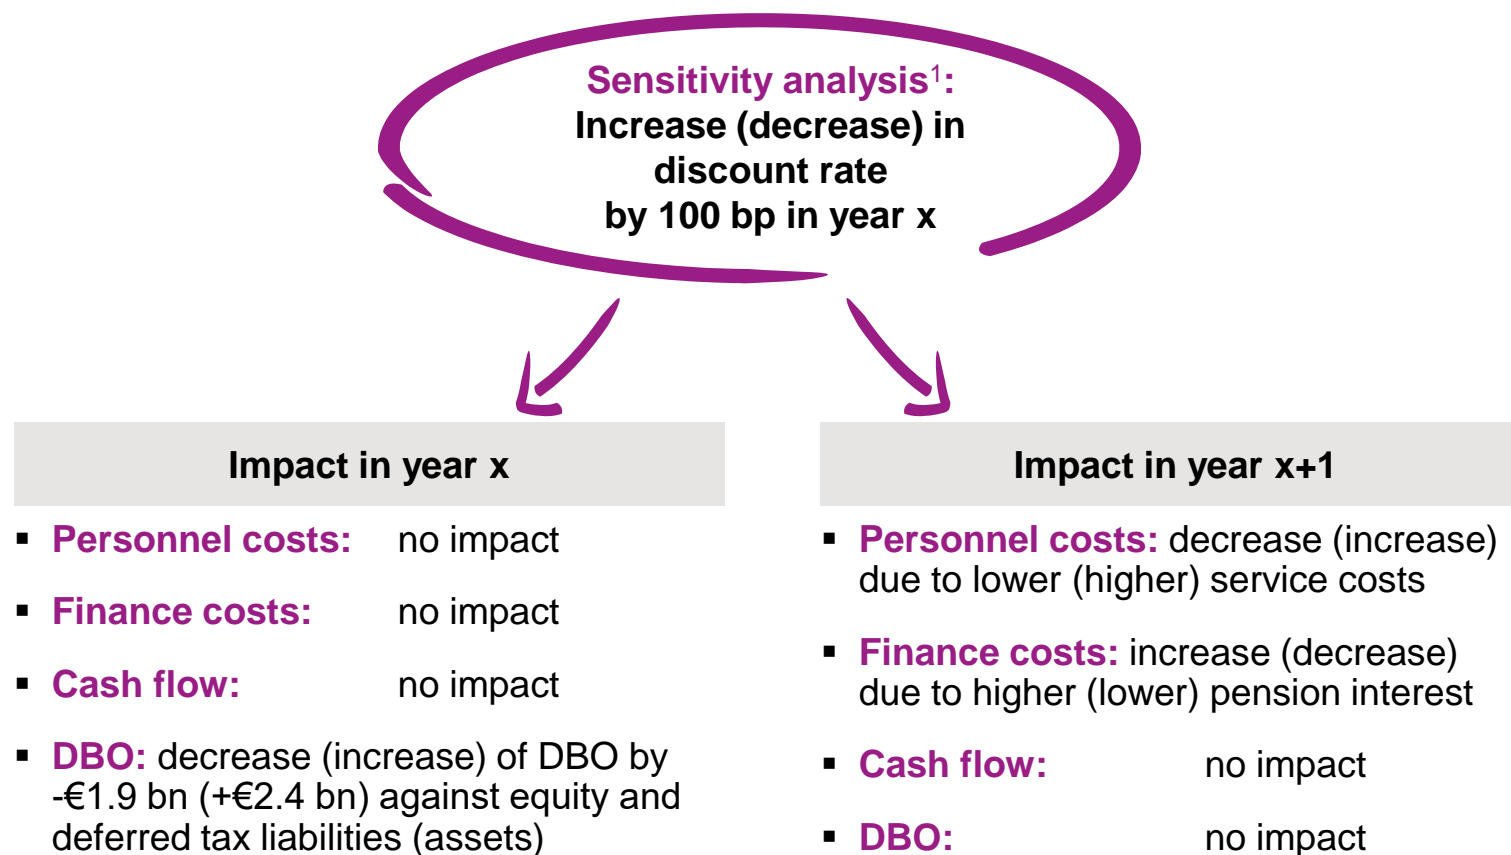 Sensitivity analysis¹:
Increase (decrease) in
discount rate
by 100 bp in year x
Impact in year x
▪ Personnel costs: no impact
▪ Finance costs: no impact
▪ Cash flow: no impact
▪ DBO: decrease (increase) of DBO by
-€1.9 bn (+€2.4 bn) against equity and
deferred tax liabilities (assets)
Impact in year x+1
▪ Personnel costs: decrease (increase)
due to lower (higher) service costs
▪ Finance costs: increase (decrease)
due to higher (lower) pension interest
▪ Cash flow: no impact
▪ DBO: no impact